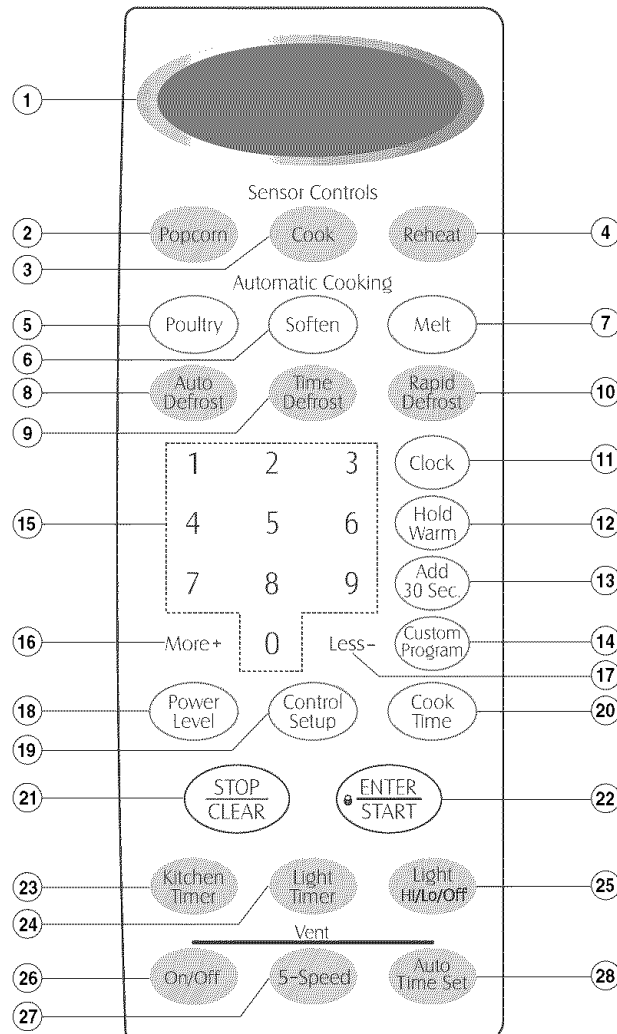 1
Sensor Controls
2 Popcorn Cook Reheat 4
3
Automatic Cooking
5 Poultry Soften Melt 7
6
8 Auto Defrost Time Defrost Rapid Defrost 10
9
1 2 3 Clock 11
15 4 5 6 Hold Warm 12
7 8 9 Add 30 Sec. 13
16 More+ 0 Less- Custom Program 14
17
18 Power Level Control Setup Cook Time 20
19
21 STOP CLEAR ENTER START 22
23 Kitchen Timer Light Timer Light Hi/Lo/Off 25
24
Vent
26 On/Off 5-Speed Auto Time Set 28
27